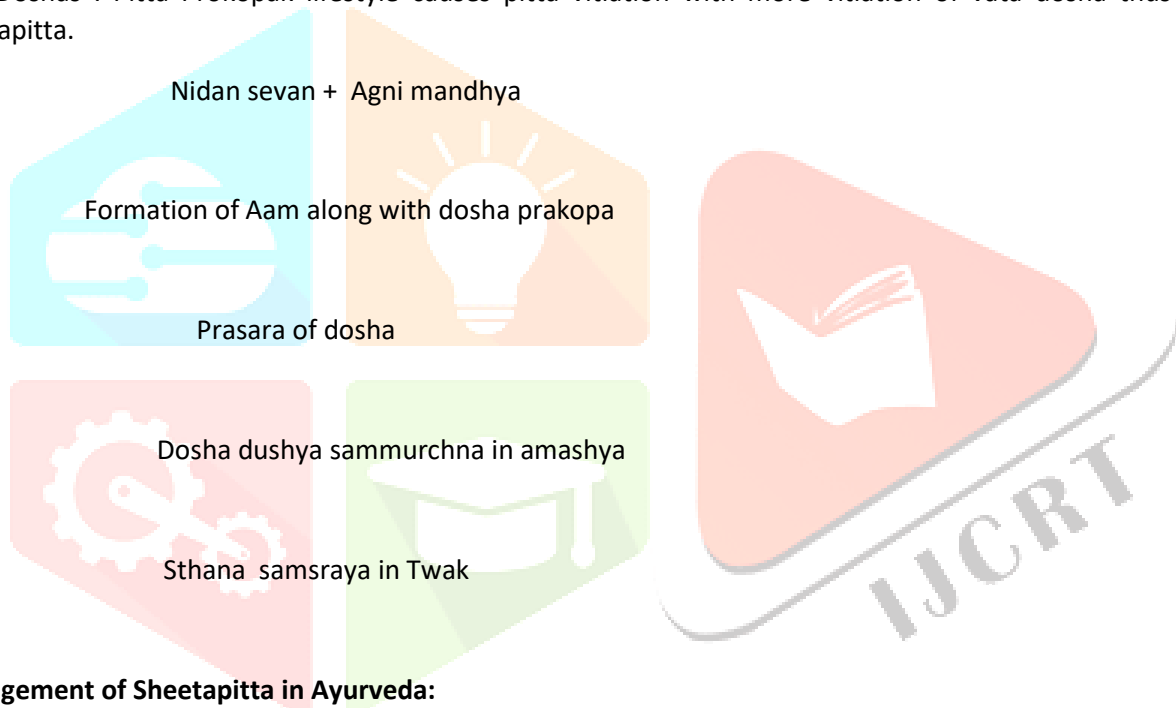 Doshas . Pitta Prokopak lifestyle causes pitta vitiation with more vitiation of vata dosha thus
apitta.
Nidan sevan + Agni mandhya
Formation of Aam along with dosha prakopa
Prasara of dosha
Dosha dushya sammurchna in amashya
Sthana samsraya in Twak
IJCRT
gement of Sheetapitta in Ayurveda: